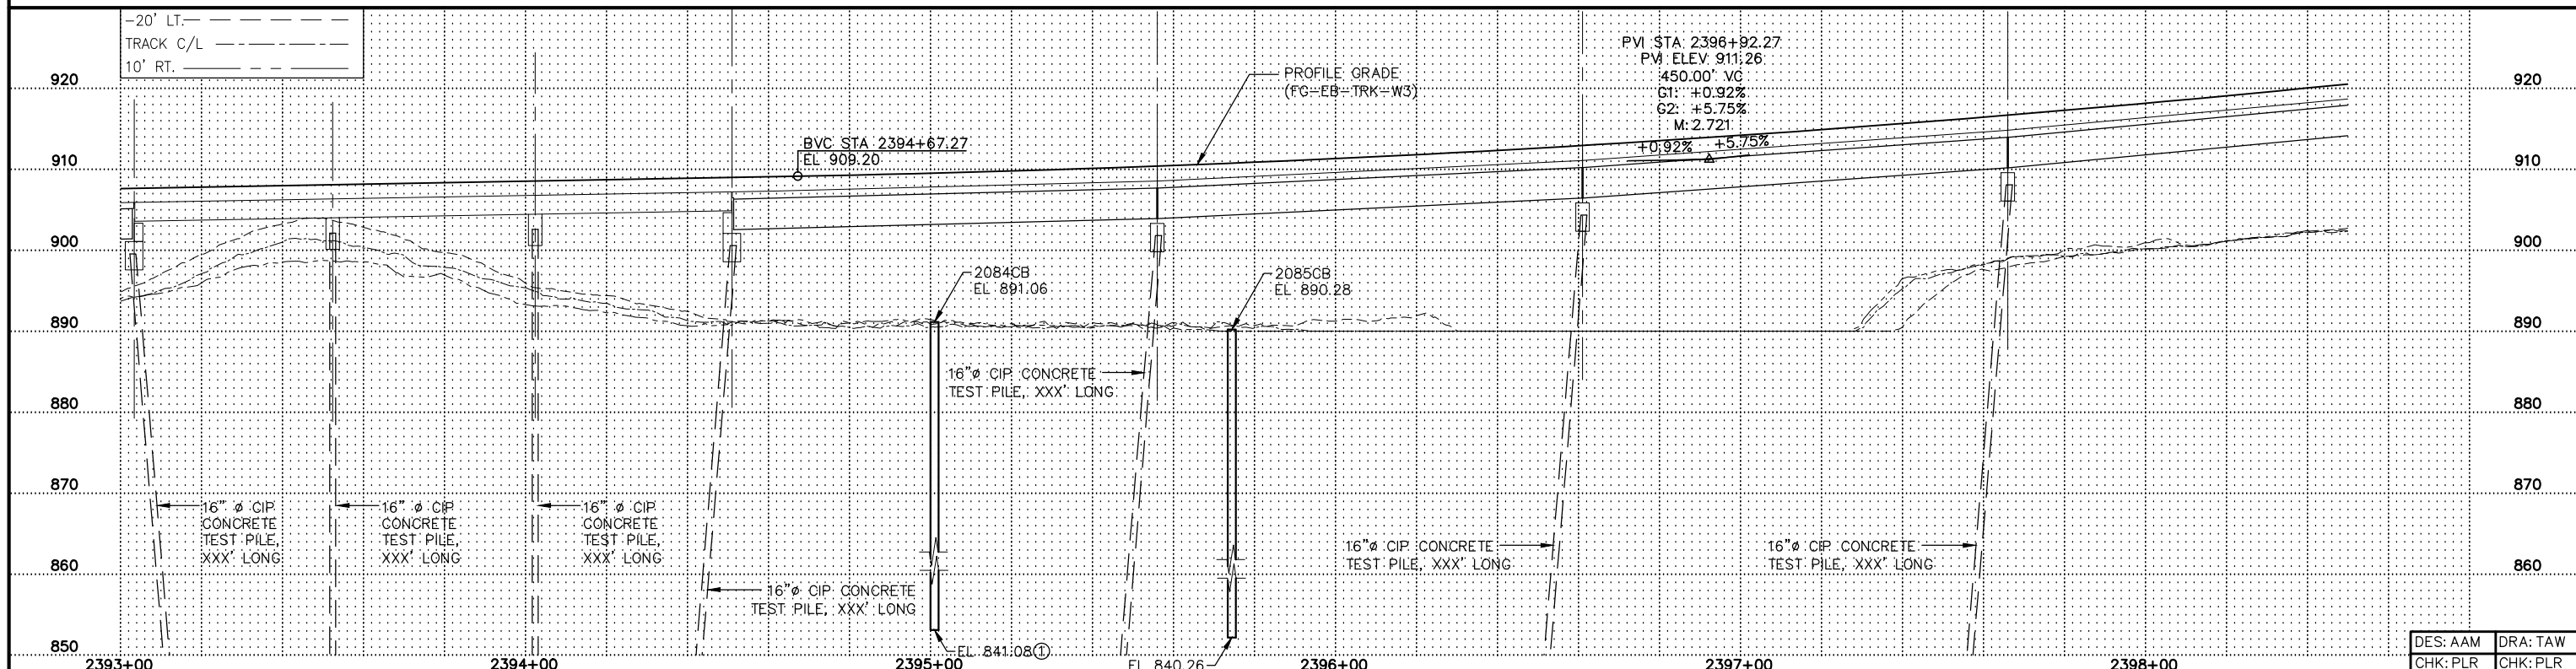 -20' LT.
TRACK C/L
10' RT.
920
910
900
890
880
870
860
850
920
910
900
890
880
870
860
2393+00
2394+00
2395+00
2396+00
2397+00
2398+00
BVC STA 2394+67.27
EL 909.20
PROFILE GRADE
(FG-EB-TRK-W3)
PVI STA 2396+92.27
PVI ELEV 911.26
450.00' VC
G1: +0.92%
G2: +5.75%
M: 2.721
+0.92%
+5.75%
2084CB
EL 891.06
2085CB
EL 890.28
16"ø CIP CONCRETE
TEST PILE, XXX' LONG
16" ø CIP
CONCRETE
TEST PILE,
XXX' LONG
16" ø CIP
CONCRETE
TEST PILE,
XXX' LONG
16" ø CIP
CONCRETE
TEST PILE,
XXX' LONG
16"ø CIP CONCRETE
TEST PILE, XXX' LONG
16"ø CIP CONCRETE
TEST PILE, XXX' LONG
16"ø CIP CONCRETE
TEST PILE, XXX' LONG
EL 841.08①
EL 840.26
DES: AAM
DRA: TAW
CHK: PLR
CHK: PLR